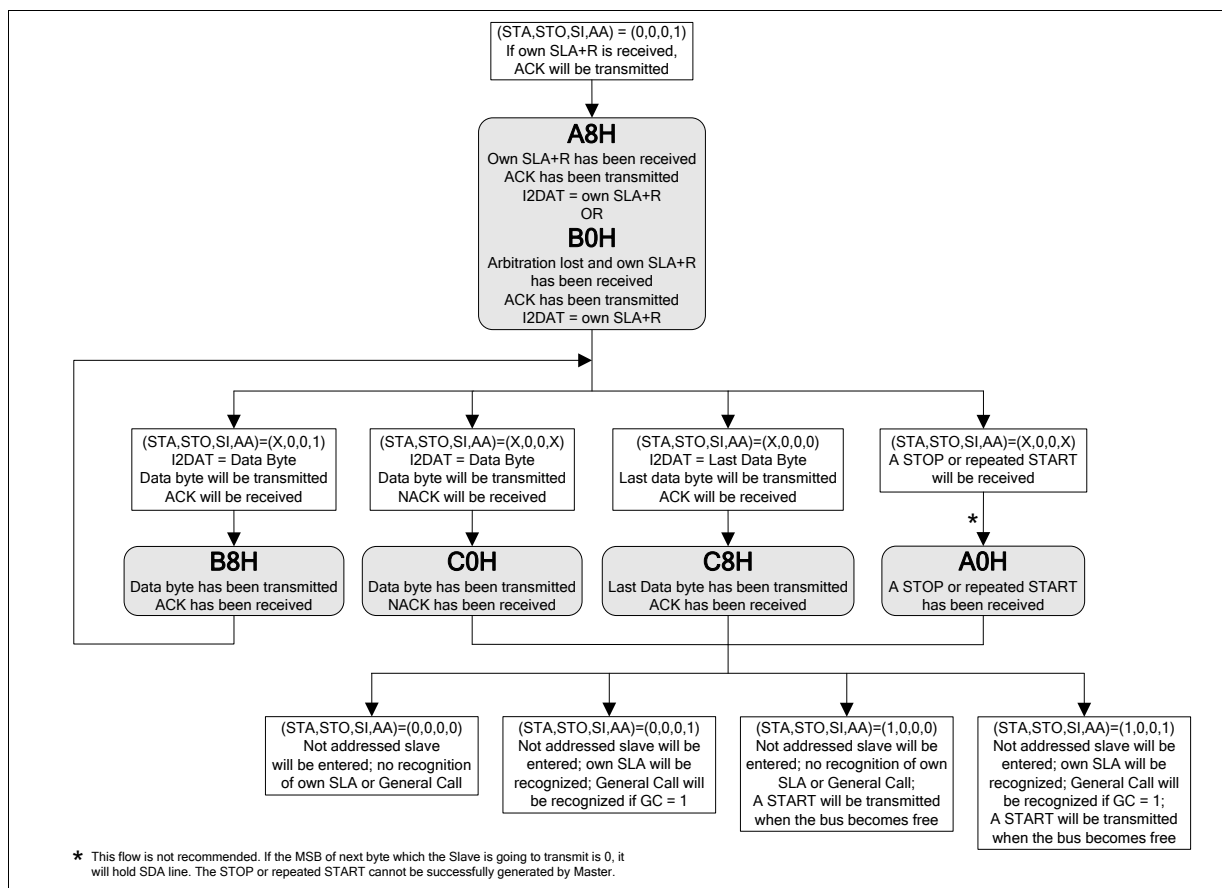 (STA,STO,SI,AA) = (0,0,0,1)
If own SLA+R is received,
ACK will be transmitted
A8H
Own SLA+R has been received
ACK has been transmitted
I2DAT = own SLA+R
OR
B0H
Arbitration lost and own SLA+R
has been received
ACK has been transmitted
I2DAT = own SLA+R
(STA,STO,SI,AA)=(X,0,0,1)
I2DAT = Data Byte
Data byte will be transmitted
ACK will be received
(STA,STO,SI,AA)=(X,0,0,X)
I2DAT = Data Byte
Data byte will be transmitted
NACK will be received
(STA,STO,SI,AA)=(X,0,0,0)
I2DAT = Last Data Byte
Last data byte will be transmitted
ACK will be received
(STA,STO,SI,AA)=(X,0,0,X)
A STOP or repeated START
will be received
*
B8H
Data byte has been transmitted
ACK has been received
C0H
Data byte has been transmitted
NACK has been received
C8H
Last Data byte has been transmitted
ACK has been received
A0H
A STOP or repeated START
has been received
(STA,STO,SI,AA)=(0,0,0,0)
Not addressed slave
will be entered; no recognition
of own SLA or General Call
(STA,STO,SI,AA)=(0,0,0,1)
Not addressed slave will be
entered; own SLA will be
recognized; General Call will
be recognized if GC = 1
(STA,STO,SI,AA)=(1,0,0,0)
Not addressed slave will be
entered; no recognition of own
SLA or General Call;
A START will be transmitted
when the bus becomes free
(STA,STO,SI,AA)=(1,0,0,1)
Not addressed slave will be
entered; own SLA will be
recognized; General Call will
be recognized if GC = 1;
A START will be transmitted
when the bus becomes free
* This flow is not recommended. If the MSB of next byte which the Slave is going to transmit is 0, it
will hold SDA line. The STOP or repeated START cannot be successfully generated by Master.